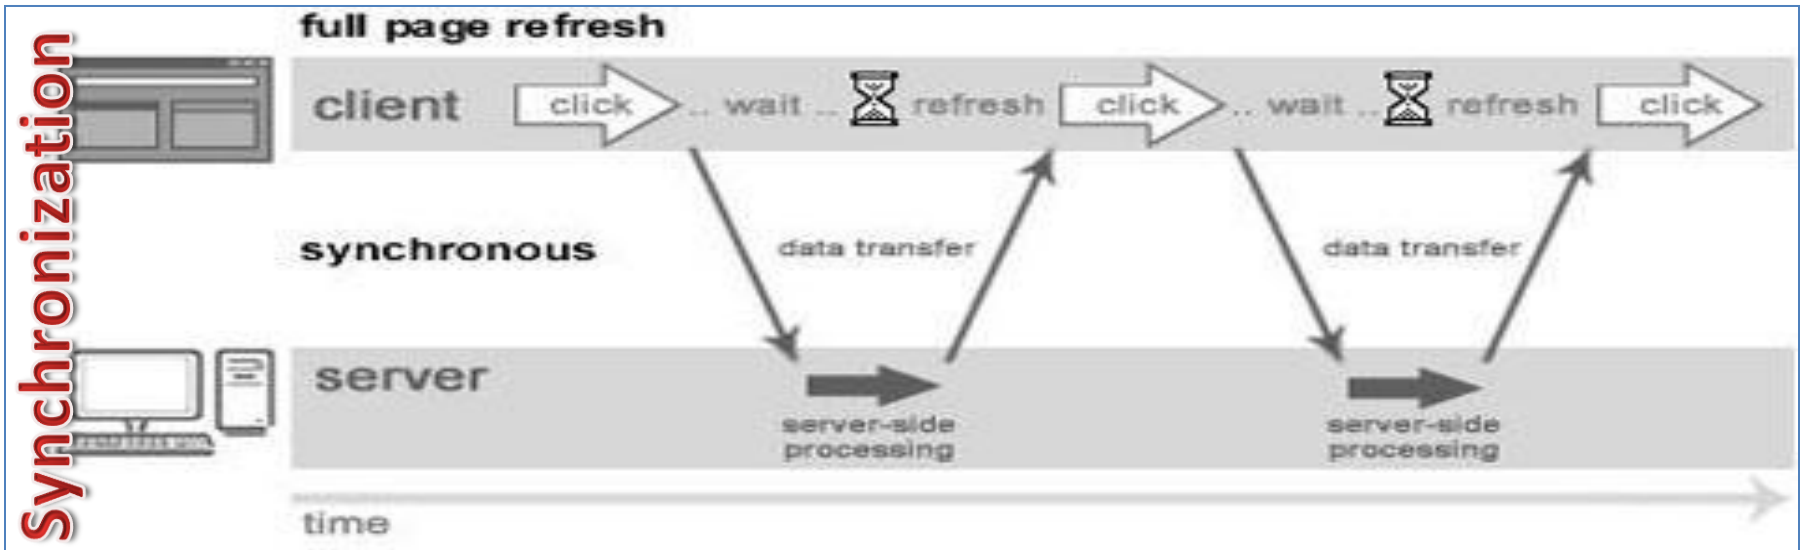 Synchronization
full page refresh
client click .. wait .. refresh click .. wait .. refresh click
synchronous data transfer data transfer
server
server-side server-side
processing processing
time